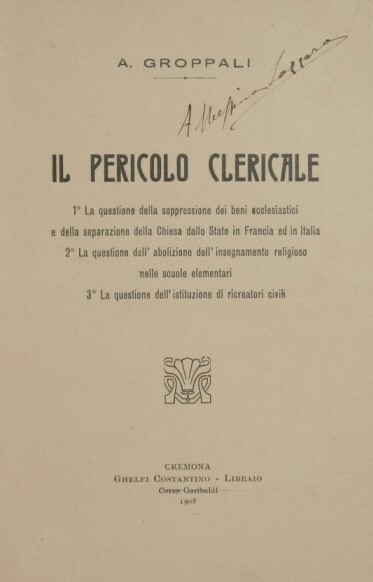 A. GROPPALI
IL PERICOLO CLERICALE
1° La questione della soppressione dei beni ecclesiastici
e della separazione della Chiesa dallo Stato in Francia ed in Italia
2° La questione dell' abolizione dell' insegnamento religioso
nelle scuole elementari
3° La questione dell' istituzione di ricreatori civili
CREMONA
GHELFI COSTANTINO - LIBRAIO
Corso Garibaldi
1908